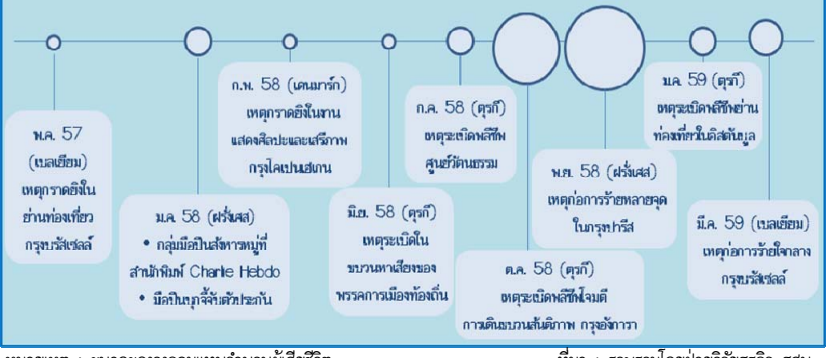 พ.ค. 57
(เบลเยียม)
เหตุกราดยิงใน
ย่านท่องเที่ยว
กรุงบรัสเซลล์
ม.ค. 58 (ฝรั่งเศส)
• กลุ่มมือปืนสังหารหมู่ที่
สำนักพิมพ์ Charlie Hebdo
• มือปืนบุกจี้จับตัวประกัน
ก.พ. 58 (เดนมาร์ก)
เหตุกราดยิงในงาน
แสดงศิลปะและเสรีภาพ
กรุงโคเปนเฮเกน
มิ.ย. 58 (ตุรกี)
เหตุระเบิดใน
ขบวนหาเสียงของ
พรรคการเมืองท้องถิ่น
ก.ค. 58 (ตุรกี)
เหตุระเบิดพลีชีพ
ศูนย์วัฒนธรรม
ต.ค. 58 (ตุรกี)
เหตุระเบิดพลีชีพโจมตี
การเดินขบวนสันติภาพ กรุงอังการา
พ.ย. 58 (ฝรั่งเศส)
เหตุก่อการร้ายหลายจุด
ในกรุงปารีส
ม.ค. 59 (ตุรกี)
เหตุระเบิดพลีชีพย่าน
ท่องเที่ยวในอิสตันบูล
มี.ค. 59 (เบลเยียม)
เหตุก่อการร้ายใจกลาง
กรุงบรัสเซลล์